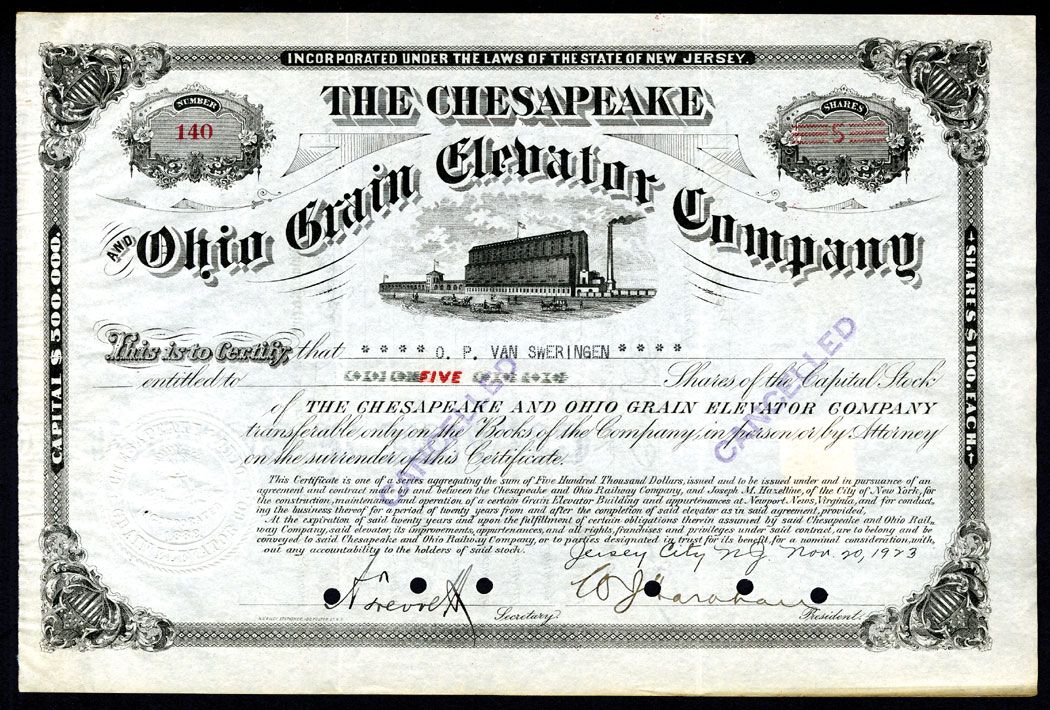 INCORPORATED UNDER THE LAWS OF THE STATE OF NEW JERSEY.
NUMBER
140
SHARES
5
THE CHESAPEAKE
AND Ohio Grain Elevator Company
CAPITAL $500,000.
SHARES $100. EACH.
This is to Certify, that * * * * O. P. VAN SWERINGEN * * * *
entitled to FIVE Shares of the Capital Stock
of THE CHESAPEAKE AND OHIO GRAIN ELEVATOR COMPANY
transferable only on the Books of the Company, in person or by Attorney
on the surrender of this Certificate.
CANCELLED
CANCELLED
This Certificate is one of a series aggregating the sum of Five Hundred Thousand Dollars, issued and to be issued under and in pursuance of an
agreement and contract made by and between the Chesapeake and Ohio Railway Company, and Joseph M. Hazeltine, of the City of New York, for
the construction, maintenance and operation of a certain Grain Elevator Building and appurtenances at Newport News, Virginia, and for conduct-
ing the business thereof for a period of twenty years from and after the completion of said elevator as in said agreement, provided,
At the expiration of said twenty years and upon the fulfillment of certain obligations therein assumed by said Chesapeake and Ohio Rail-
way Company, said elevator, its improvements, appurtenances, and all rights, franchises and privileges under said contract, are to belong and be
conveyed to said Chesapeake and Ohio Railway Company, or to parties designated in trust for its benefit, for a nominal consideration, with-
out any accountability to the holders of said stock.
Jersey City N.J. Nov. 20, 1923
Secretary.
President.